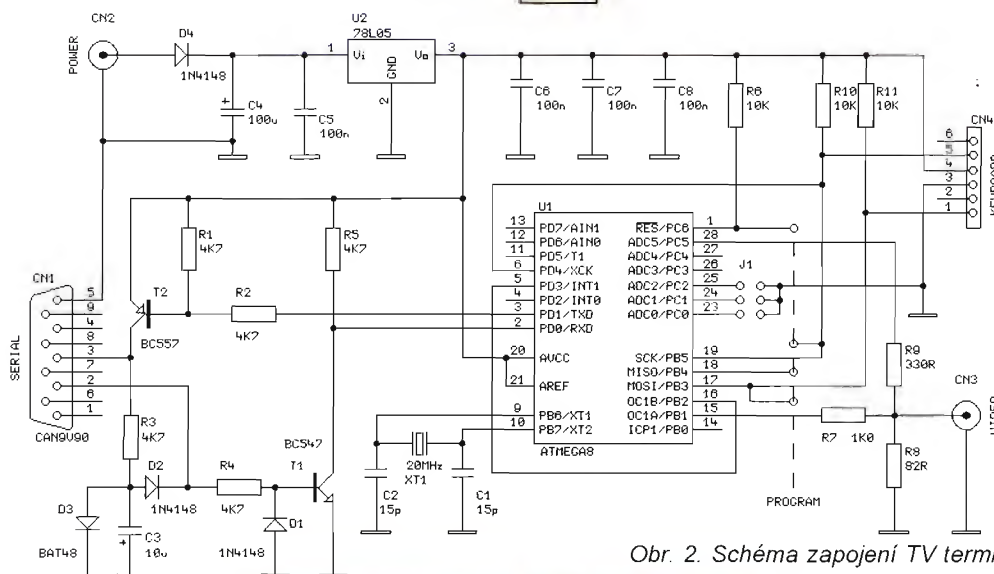 CN2
POWER
D4
1N4148
C4
100u
C5
100n
U2
78L05
1
Vi
Vo
3
GND
2
C6
100n
C7
100n
C8
100n
R6
10K
R10
10K
R11
10K
CN4
6
5
4
3
2
1
KEYBOARD
R1
4K7
R5
4K7
T2
BC557
R2
4K7
CN1
SERIAL
5
9
4
8
3
7
2
6
1
CAN9V90
R3
4K7
D2
1N4148
R4
4K7
D3
BAT48
C3
10u
D1
1N4148
BC547
T1
U1
13 PD7/AIN1
12 PD6/AIN0
11 PD5/T1
6 PD4/XCK
5 PD3/INT1
4 PD2/INT0
3 PD1/TXD
2 PD0/RXD
20 AVCC
21 AREF
9 PB6/XT1
10 PB7/XT2
RES/PC6 1
ADC5/PC5 28
ADC4/PC4 27
ADC3/PC3 26
ADC2/PC2 25
ADC1/PC1 24
ADC0/PC0 23
SCK/PB5 19
MISO/PB4 18
MOSI/PB3 17
OC1B/PB2 16
OC1A/PB1 15
ICP1/PB0 14
ATMEGA8
J1
20MHz
XT1
C2
15p
C1
15p
R9
330R
CN3
VIDEO
R7 1K0
R8
82R
PROGRAM
Obr. 2. Schéma zapojení TV termi